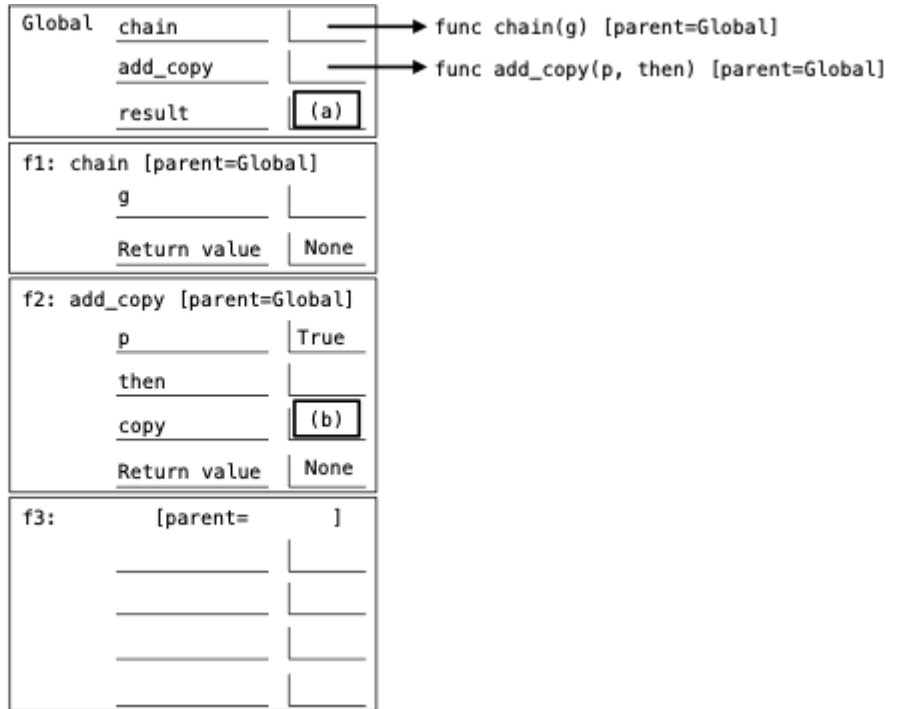 Global chain func chain(g) [parent=Global]
add_copy func add_copy(p, then) [parent=Global]
result (a)
f1: chain [parent=Global]
g
Return value None
f2: add_copy [parent=Global]
p True
then
copy (b)
Return value None
f3: [parent= ]